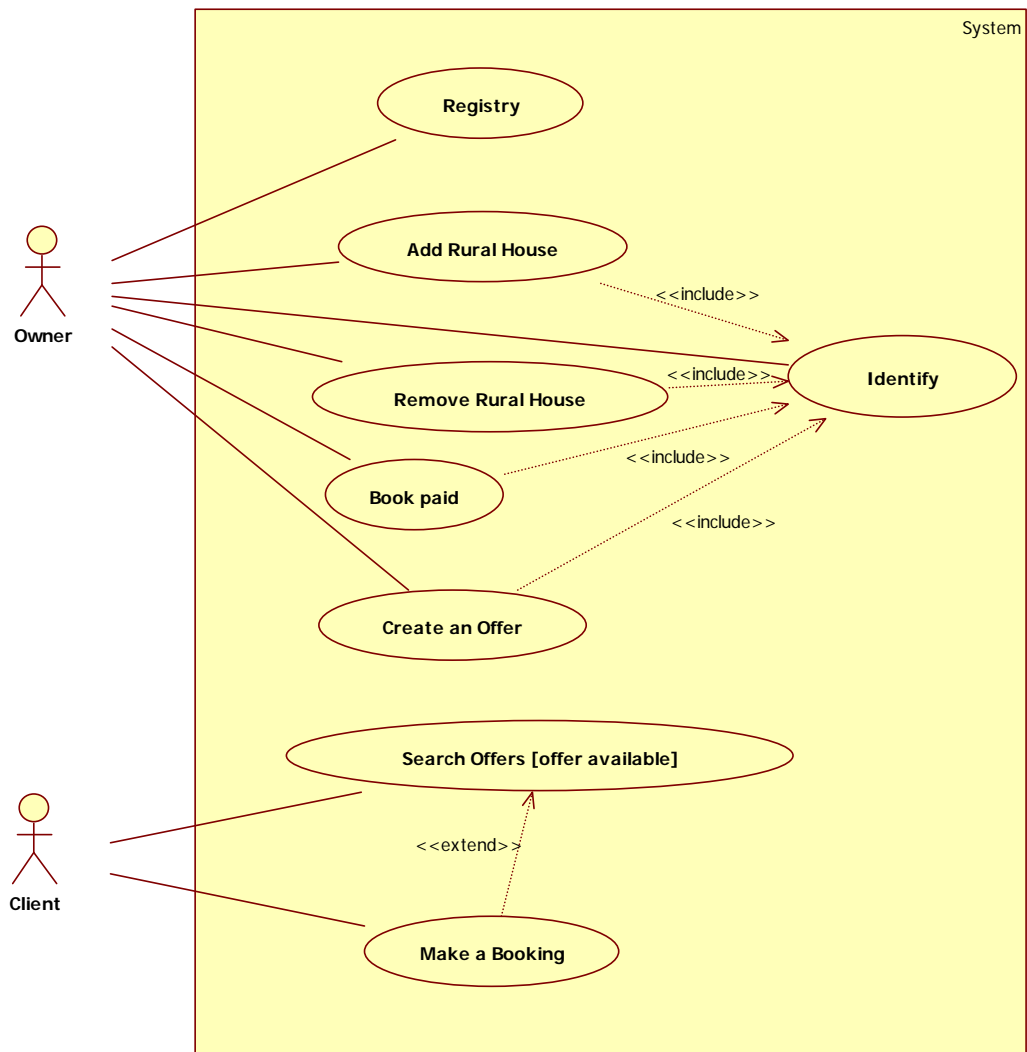 System
Registry
Add Rural House
<<include>>
Owner
Identify
<<include>>
Remove Rural House
<<include>>
Book paid
<<include>>
Create an Offer
Search Offers [offer available]
<<extend>>
Client
Make a Booking